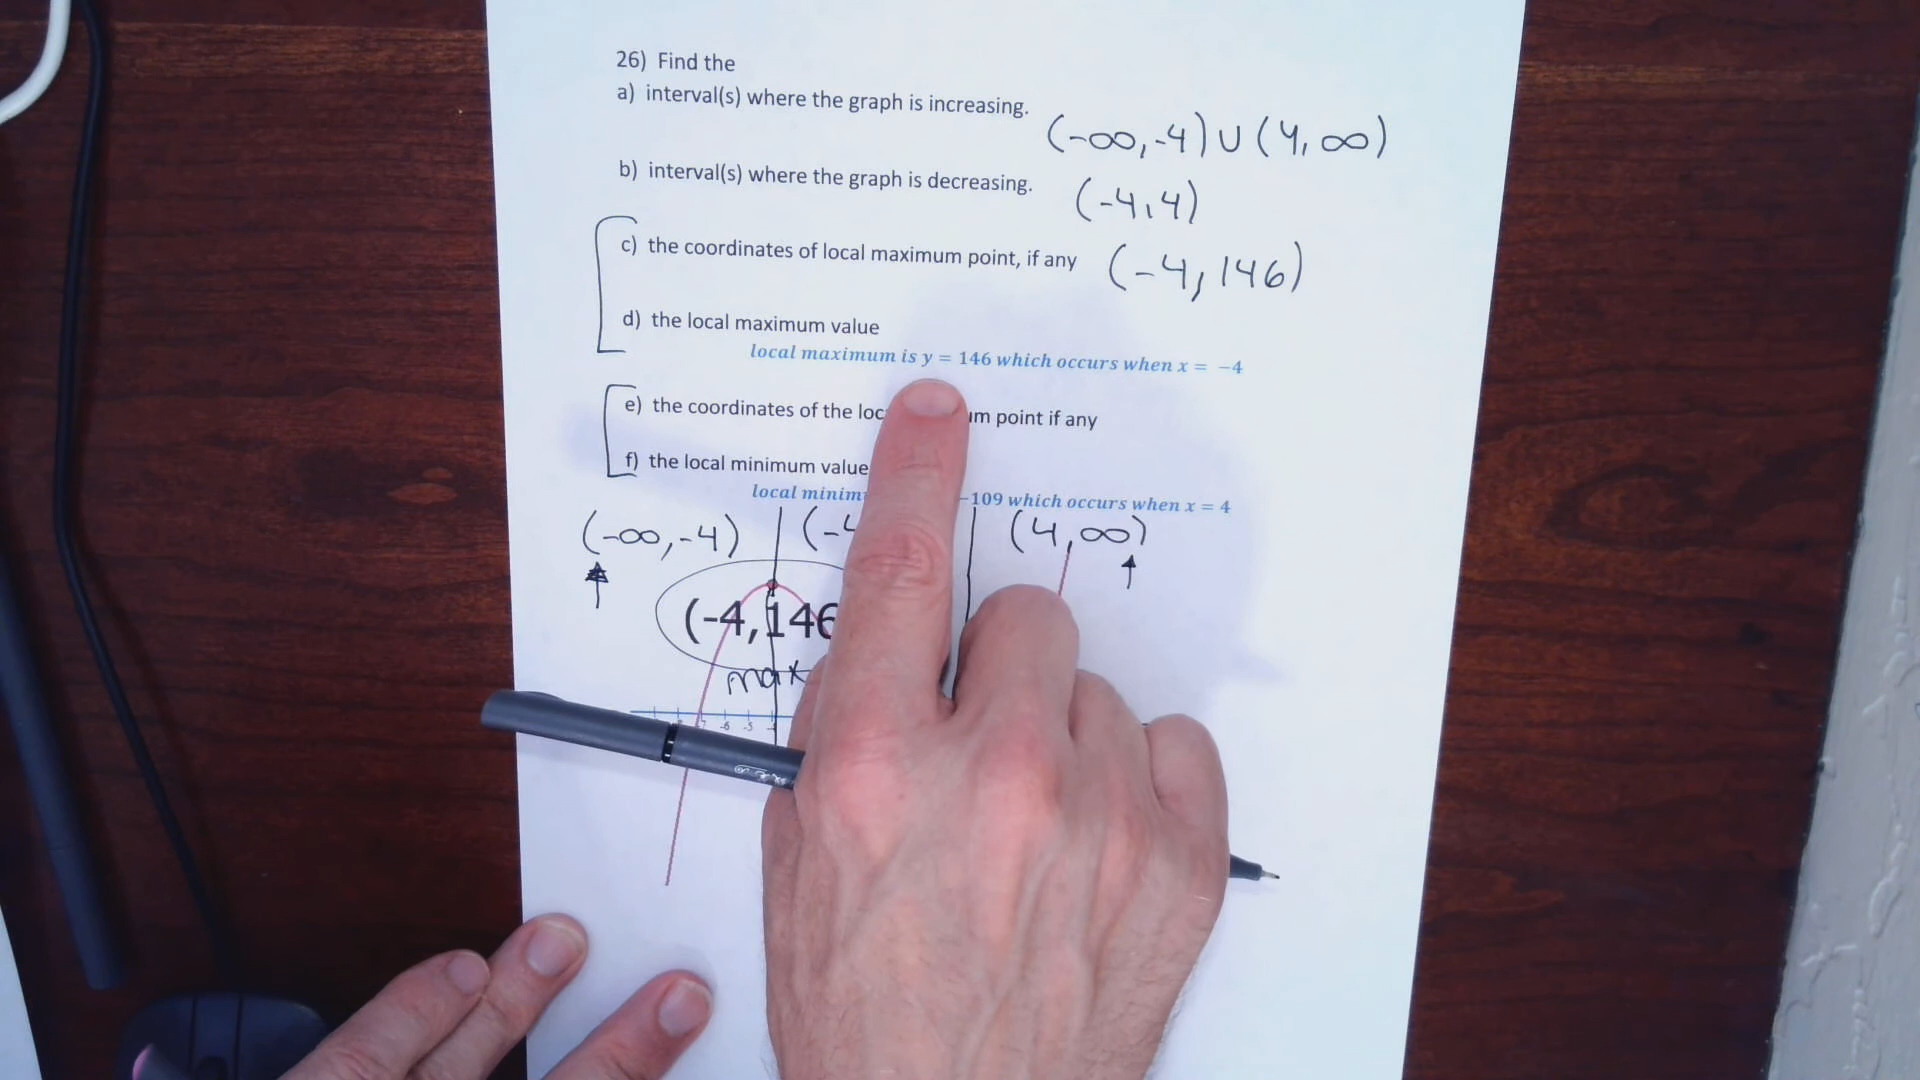 26) Find the
a) interval(s) where the graph is increasing.
(-∞,-4) ∪ (4,∞)
b) interval(s) where the graph is decreasing.
(-4,4)
c) the coordinates of local maximum point, if any
(-4,146)
d) the local maximum value
local maximum is y = 146 which occurs when x = -4
e) the coordinates of the point if any
f) the local minimum value
local -109 which occurs when x = 4
(-∞,-4) (-4 (4,∞)
(-4,146
max
-6 -5